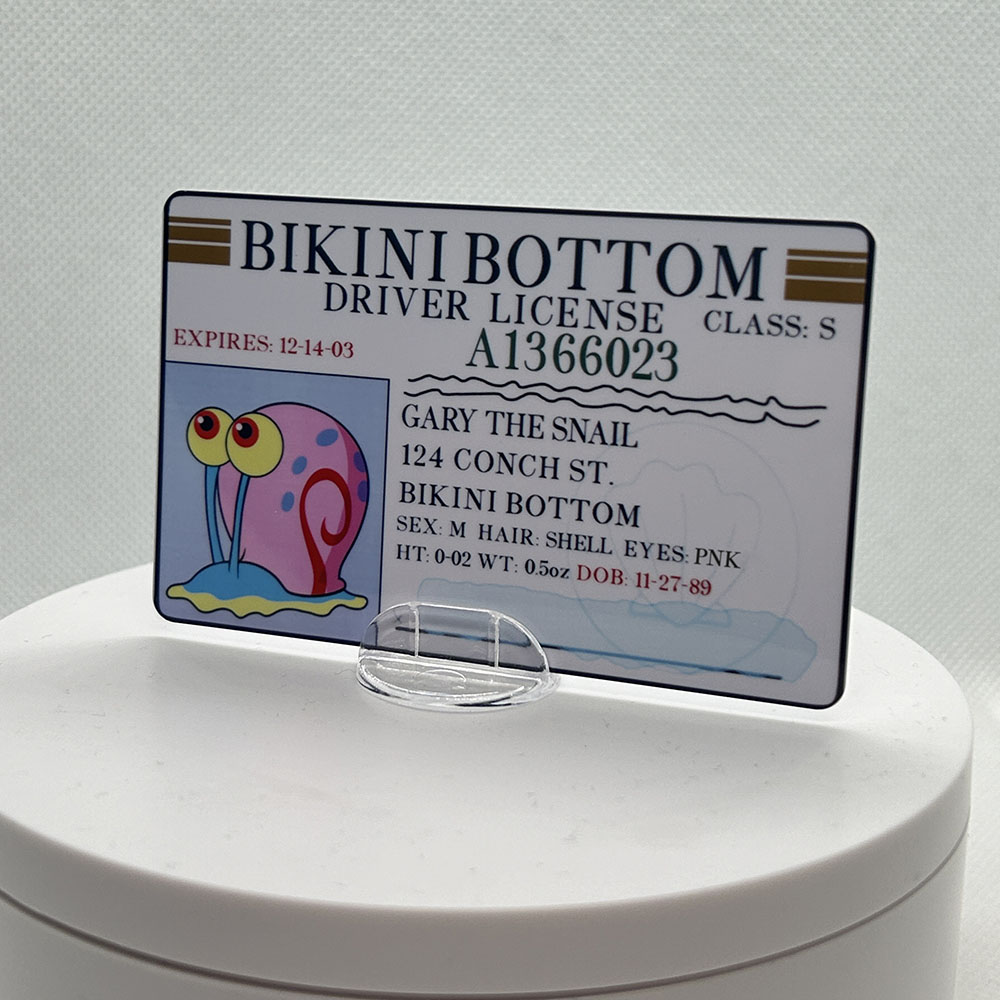 BIKINI BOTTOM
DRIVER LICENSE
CLASS: S
EXPIRES: 12-14-03
A1366023
GARY THE SNAIL
124 CONCH ST.
BIKINI BOTTOM
SEX: M HAIR: SHELL EYES: PNK
HT: 0-02 WT: 0.5oz DOB: 11-27-89
X